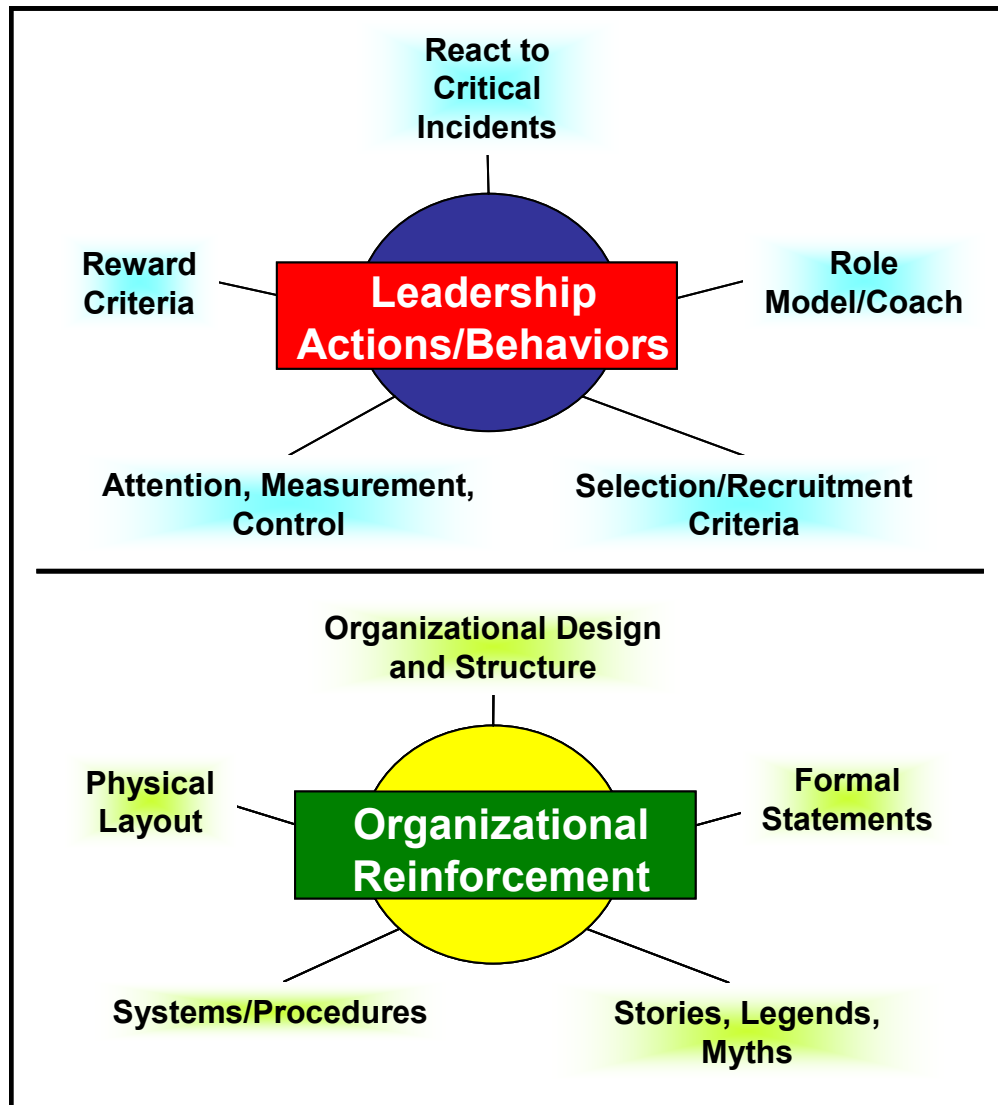 React to
Critical
Incidents
Reward
Criteria
Leadership
Actions/Behaviors
Role
Model/Coach
Attention, Measurement,
Control
Selection/Recruitment
Criteria
Organizational Design
and Structure
Physical
Layout
Organizational
Reinforcement
Formal
Statements
Systems/Procedures
Stories, Legends,
Myths